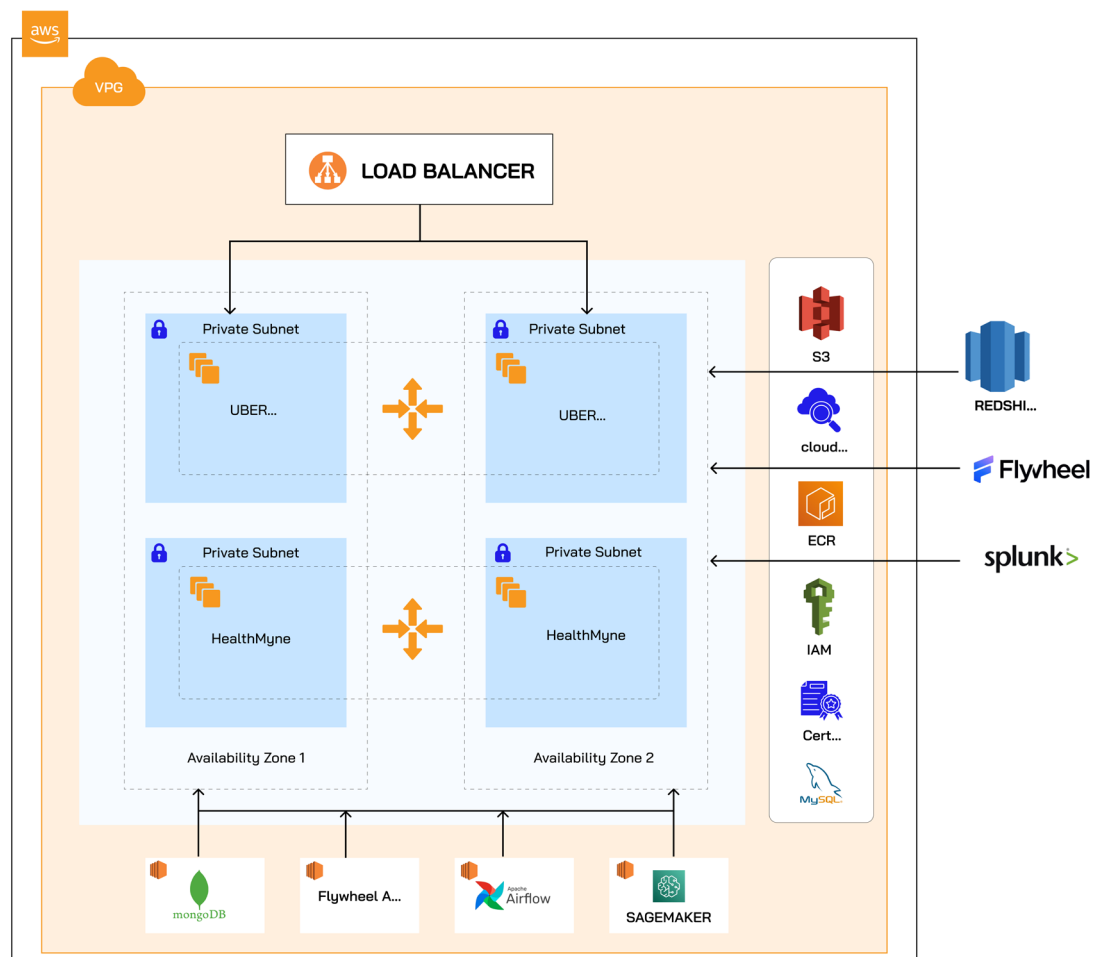 aws
VPG
LOAD BALANCER
Private Subnet
Private Subnet
UBER...
UBER...
Private Subnet
Private Subnet
HealthMyne
HealthMyne
Availability Zone 1
Availability Zone 2
S3
cloud...
ECR
IAM
Cert...
MySQL
REDSHI...
Flywheel
splunk>
mongoDB
Flywheel A...
Apache
Airflow
SAGEMAKER